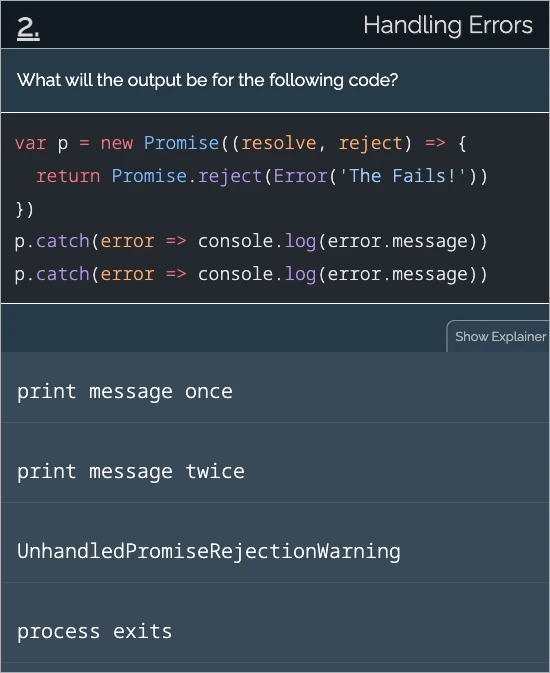 2.
Handling Errors
What will the output be for the following code?
var p = new Promise((resolve, reject) => {
  return Promise.reject(Error('The Fails!'))
})
p.catch(error => console.log(error.message))
p.catch(error => console.log(error.message))
Show Explainer
print message once
print message twice
UnhandledPromiseRejectionWarning
process exits